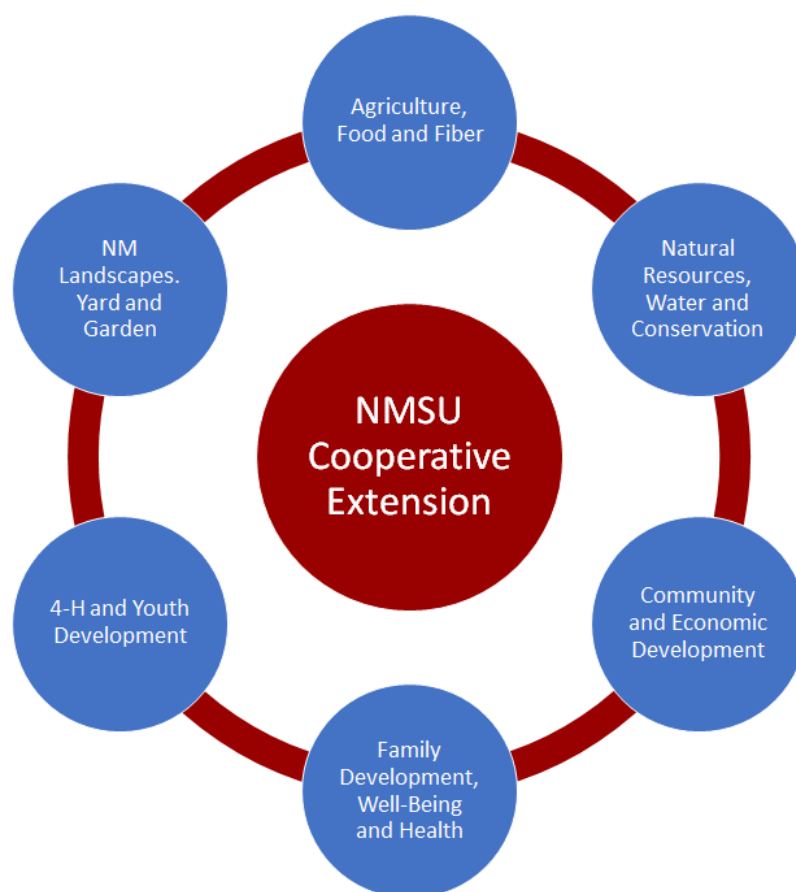 Agriculture,
Food and Fiber
NM
Landscapes.
Yard and
Garden
Natural
Resources,
Water and
Conservation
NMSU
Cooperative
Extension
4-H and Youth
Development
Community
and Economic
Development
Family
Development,
Well-Being
and Health